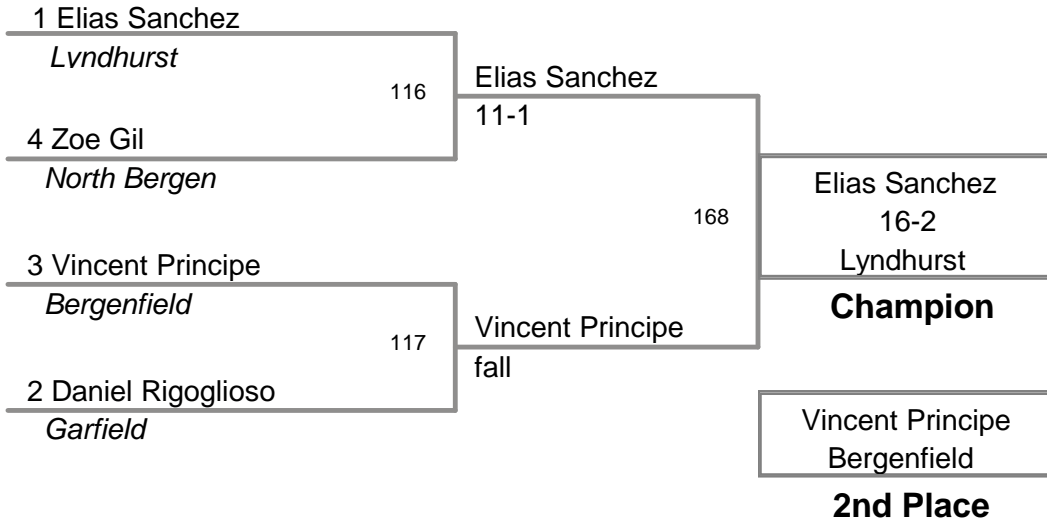 1 Elias Sanchez
Lyndhurst
116
Elias Sanchez
11-1
4 Zoe Gil
North Bergen
168
Elias Sanchez
16-2
Lyndhurst
Champion
3 Vincent Principe
Bergenfield
117
Vincent Principe
fall
2 Daniel Rigoglioso
Garfield
Vincent Principe
Bergenfield
2nd Place